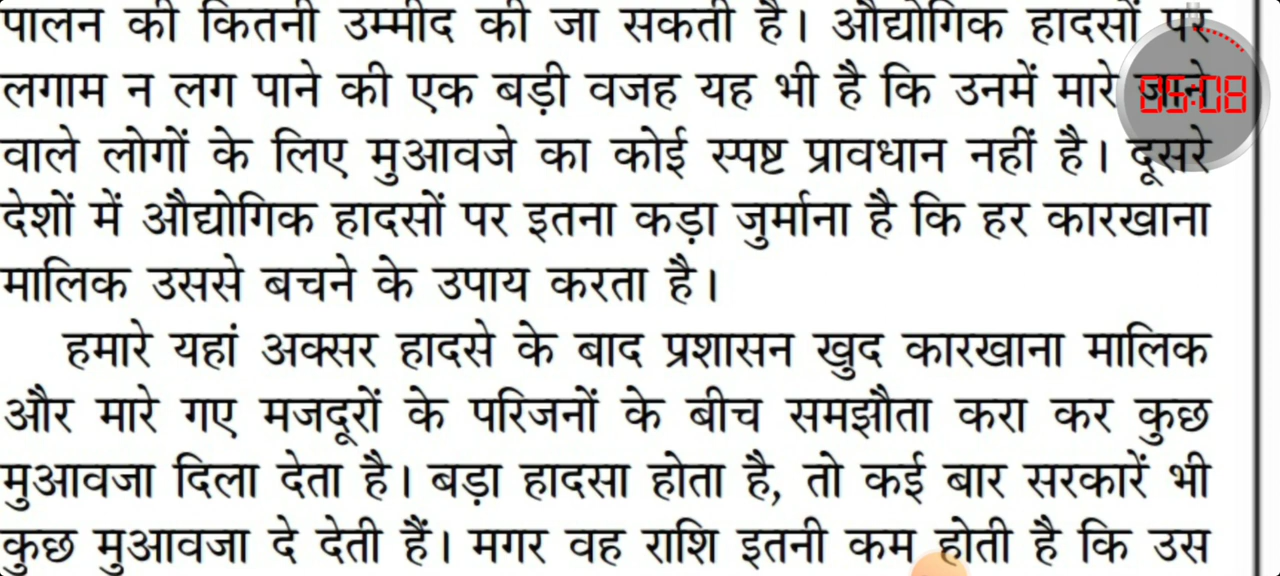 पालन की कितनी उम्मीद की जा सकती है। औद्योगिक हादसों पर
लगाम न लग पाने की एक बड़ी वजह यह भी है कि उनमें मारे जाने
वाले लोगों के लिए मुआवजे का कोई स्पष्ट प्रावधान नहीं है। दूसरे
देशों में औद्योगिक हादसों पर इतना कड़ा जुर्माना है कि हर कारखाना
मालिक उससे बचने के उपाय करता है।
हमारे यहां अक्सर हादसे के बाद प्रशासन खुद कारखाना मालिक
और मारे गए मजदूरों के परिजनों के बीच समझौता करा कर कुछ
मुआवजा दिला देता है। बड़ा हादसा होता है, तो कई बार सरकारें भी
कुछ मुआवजा दे देती हैं। मगर वह राशि इतनी कम होती है कि उस
05:08